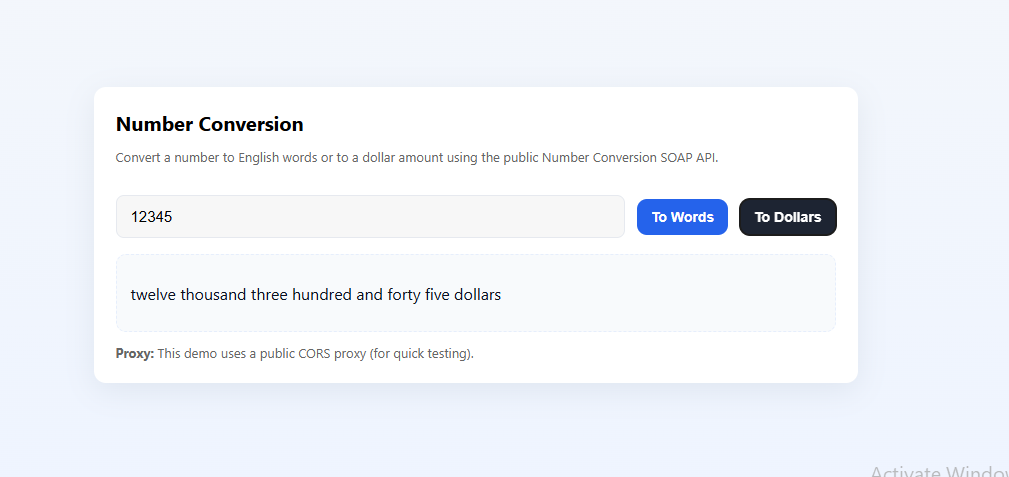 Number Conversion
Convert a number to English words or to a dollar amount using the public Number Conversion SOAP API.
12345 To Words To Dollars
twelve thousand three hundred and forty five dollars
Proxy: This demo uses a public CORS proxy (for quick testing).
Activate Window